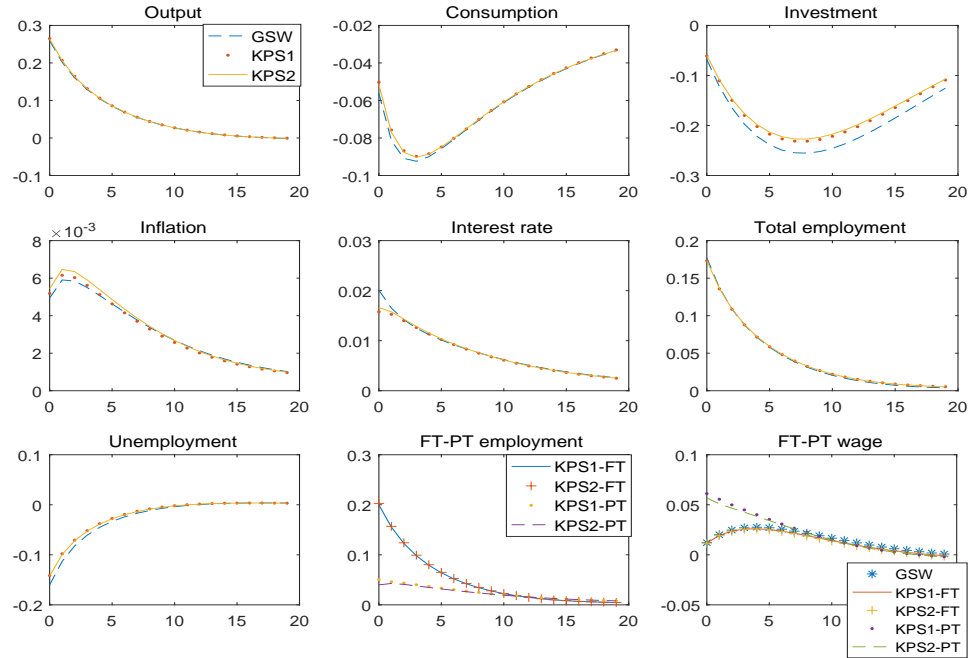 Output
0.3
0.2
0.1
0
-0.1
0 5 10 15 20
GSW
KPS1
KPS2
Consumption
0
-0.02
-0.04
-0.06
-0.08
-0.1
0 5 10 15 20
Investment
0
-0.1
-0.2
-0.3
0 5 10 15 20
Inflation
×10-3
8
6
4
2
0
0 5 10 15 20
Interest rate
0.03
0.02
0.01
0
0 5 10 15 20
Total employment
0.2
0.15
0.1
0.05
0
0 5 10 15 20
Unemployment
0.1
0
-0.1
-0.2
0 5 10 15 20
FT-PT employment
0.3
0.2
0.1
0
0 5 10 15 20
KPS1-FT
KPS2-FT
KPS1-PT
KPS2-PT
FT-PT wage
0.1
0.05
0
-0.05
0 5 10 15 20
GSW
KPS1-FT
KPS2-FT
KPS1-PT
KPS2-PT